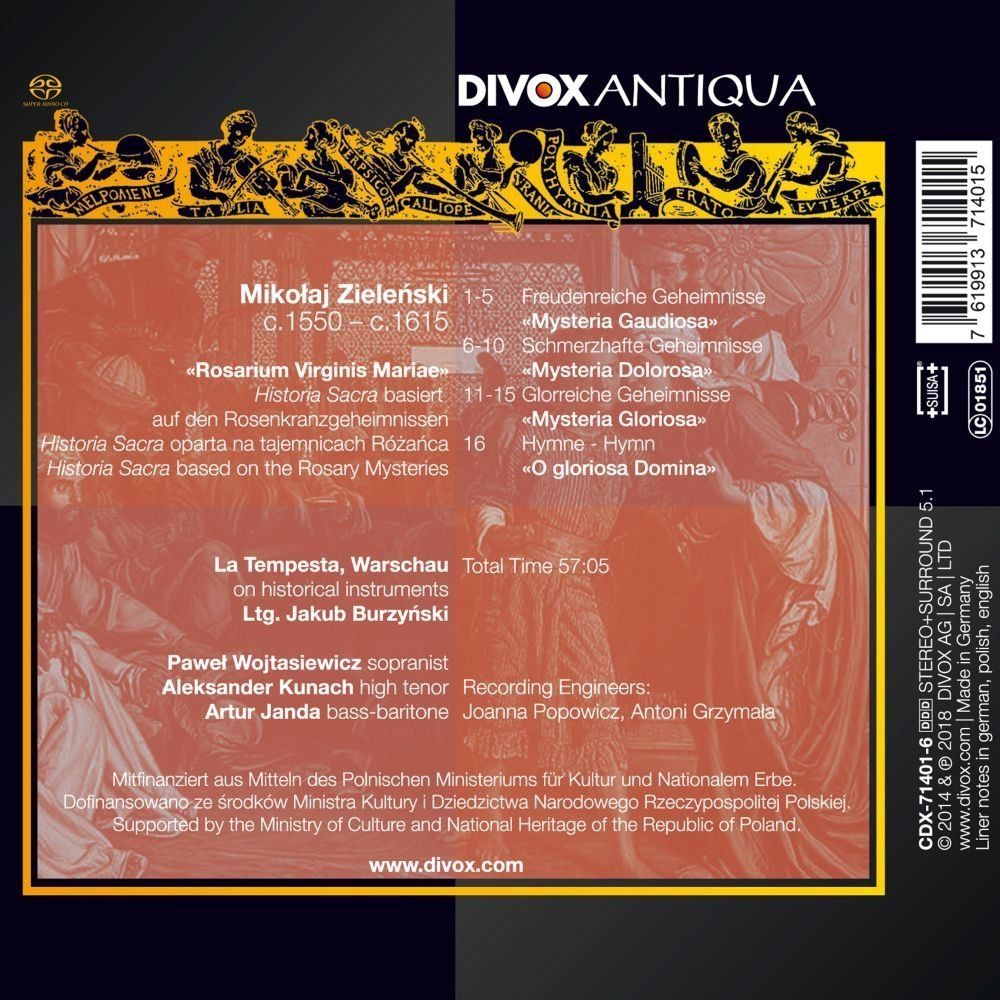 SUPER AUDIO CD
DIVOX ANTIQUA
MELPOMENE
TALIA
TERPSICORE
CALLIOPE
VRANIA
POLYHYMNIA
ERATO
EVTERPE
Mikołaj Zieleński
c.1550 – c.1615
«Rosarium Virginis Mariae»
Historia Sacra basiert
auf den Rosenkranzgeheimnissen
Historia Sacra oparta na tajemnicach Różańca
Historia Sacra based on the Rosary Mysteries
1-5 Freudenreiche Geheimnisse
«Mysteria Gaudiosa»
6-10 Schmerzhafte Geheimnisse
«Mysteria Dolorosa»
11-15 Glorreiche Geheimnisse
«Mysteria Gloriosa»
16 Hymne - Hymn
«O gloriosa Domina»
La Tempesta, Warschau
on historical instruments
Ltg. Jakub Burzyński
Total Time 57:05
Paweł Wojtasiewicz sopranist
Aleksander Kunach high tenor
Artur Janda bass-baritone
Recording Engineers:
Joanna Popowicz, Antoni Grzymała
Mitfinanziert aus Mitteln des Polnischen Ministeriums für Kultur und Nationalem Erbe.
Dofinansowano ze środków Ministra Kultury i Dziedzictwa Narodowego Rzeczypospolitej Polskiej.
Supported by the Ministry of Culture and National Heritage of the Republic of Poland.
www.divox.com
7 619913 714015
SUISA
LC 01851
CDX-71401-6 DDD STEREO+SURROUND 5.1
© 2014 & ℗ 2018 DIVOX AG | SA | LTD
www.divox.com | Made in Germany
Liner notes in german, polish, english